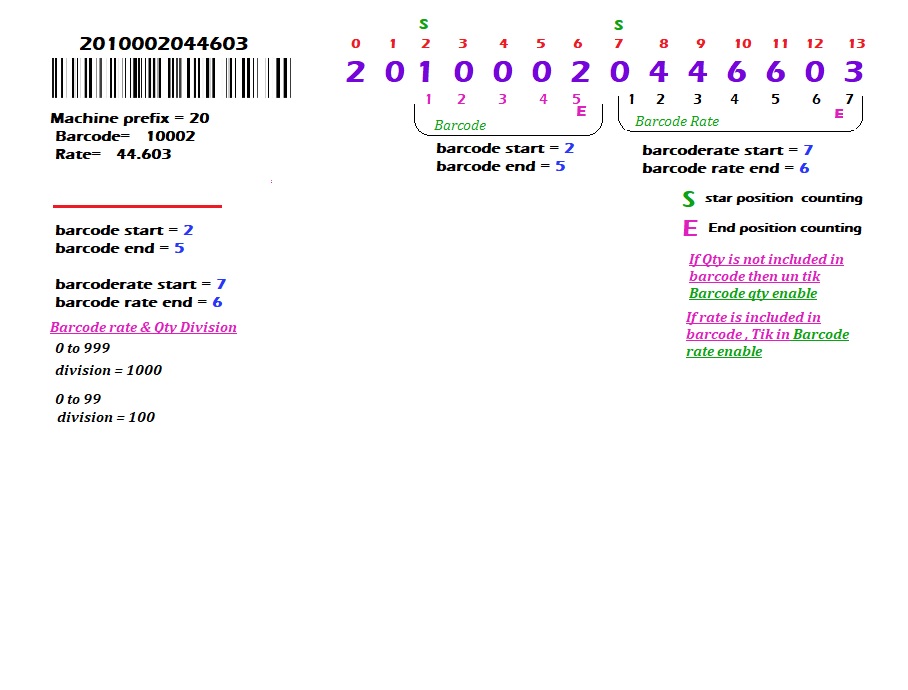 2010002044603
Machine prefix = 20
Barcode= 10002
Rate= 44.603
barcode start = 2
barcode end = 5
barcoderate start = 7
barcode rate end = 6
Barcode rate & Qty Division
0 to 999
division = 1000
0 to 99
division = 100
S S
0 1 2 3 4 5 6 7 8 9 10 11 12 13
2 0 1 0 0 0 2 0 4 4 6 6 0 3
1 2 3 4 5 1 2 3 4 5 6 7
E E
Barcode Barcode Rate
barcode start = 2
barcode end = 5
barcoderate start = 7
barcode rate end = 6
S star position counting
E End position counting
If Qty is not included in
barcode then un tik
Barcode qty enable
If rate is included in
barcode , Tik in Barcode
rate enable